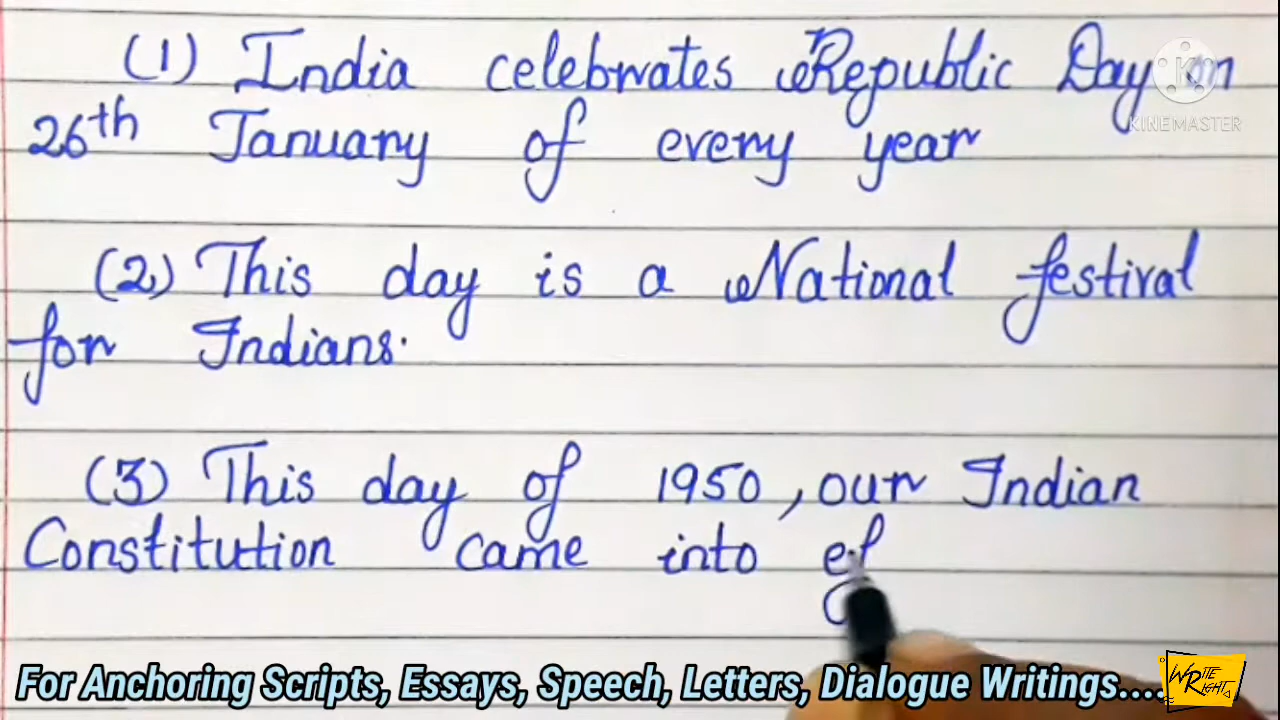 (1) India celebrates Republic Day on
KINEMASTER
26th January of every year
(2) This day is a National festival
for Indians.
(3) This day of 1950, our Indian
Constitution came into ef
For Anchoring Scripts, Essays, Speech, Letters, Dialogue Writings....
WRITE
RIGHT